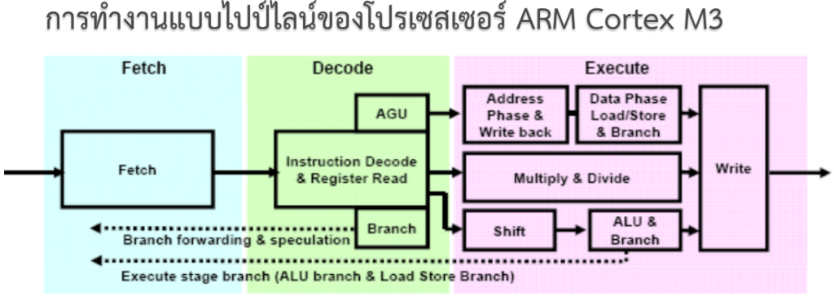 การทำงานแบบไปป์ไลน์ของโปรเซสเซอร์ ARM Cortex M3
Fetch
Decode
Execute
AGU
Address
Phase &
Write back
Data Phase
Load/Store
& Branch
Fetch
Instruction Decode
& Register Read
Multiply & Divide
Write
Branch
Shift
ALU &
Branch
Branch forwarding & speculation
Execute stage branch (ALU branch & Load Store Branch)